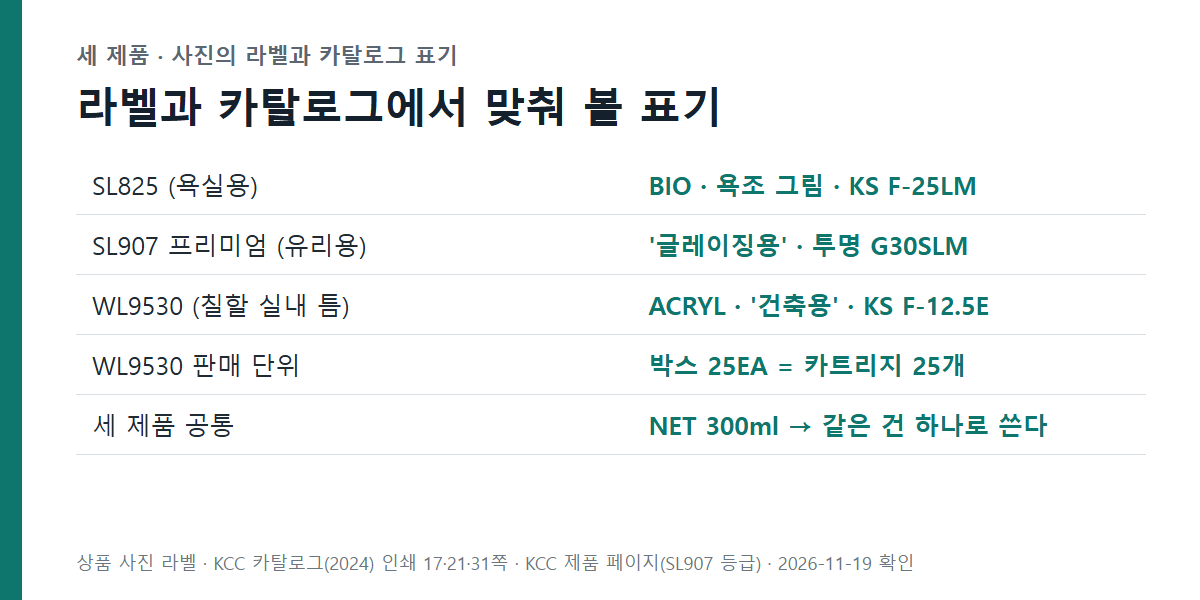 세 제품 · 사진의 라벨과 카탈로그 표기
라벨과 카탈로그에서 맞춰 볼 표기
SL825 (욕실용) BIO · 욕조 그림 · KS F-25LM
SL907 프리미엄 (유리용) '글레이징용' · 투명 G30SLM
WL9530 (칠할 실내 틈) ACRYL · '건축용' · KS F-12.5E
WL9530 판매 단위 박스 25EA = 카트리지 25개
세 제품 공통 NET 300ml → 같은 건 하나로 쓴다
상품 사진 라벨 · KCC 카탈로그(2024) 인쇄 17·21·31쪽 · KCC 제품 페이지(SL907 등급) · 2026-11-19 확인